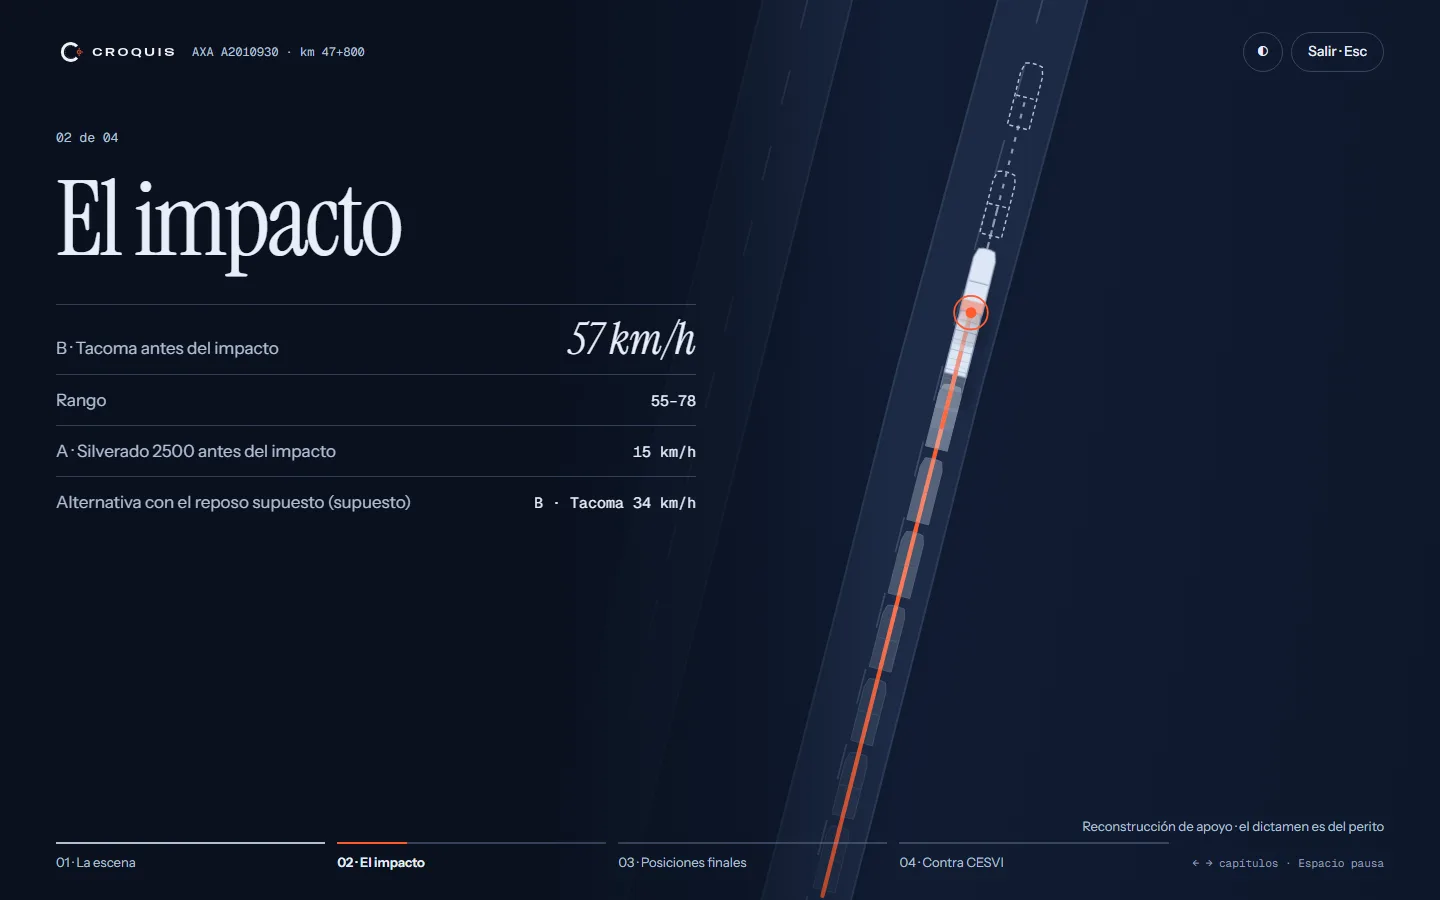 CROQUIS AXA A2010930 · km 47+800
Salir · Esc
02 de 04
El impacto
B · Tacoma antes del impacto 57 km/h
Rango 55–78
A · Silverado 2500 antes del impacto 15 km/h
Alternativa con el reposo supuesto (supuesto) B · Tacoma 34 km/h
Reconstrucción de apoyo · el dictamen es del perito
01 · La escena
02 · El impacto
03 · Posiciones finales
04 · Contra CESVI
← → capítulos · Espacio pausa